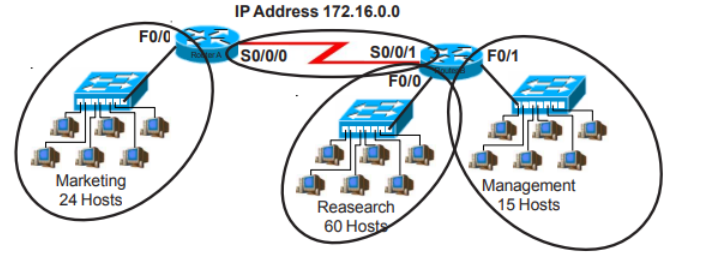 IP Address 172.16.0.0
F0/0
Router A
S0/0/0
S0/0/1
F0/1
F0/0
Marketing
24 Hosts
Reasearch
60 Hosts
Management
15 Hosts